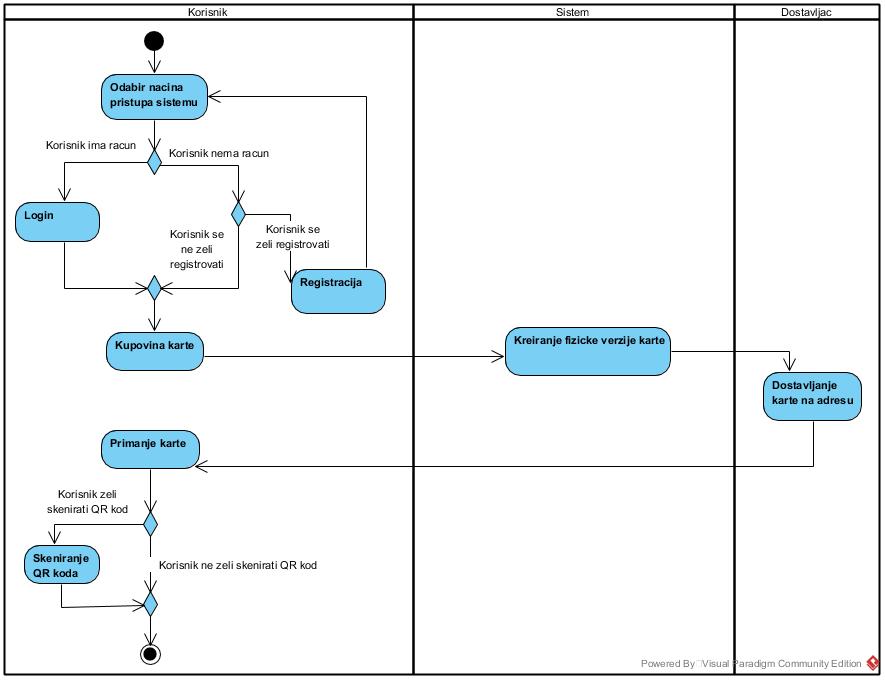 Korisnik
Sistem
Dostavljac
Odabir nacina
pristupa sistemu
Korisnik ima racun
Korisnik nema racun
Login
Korisnik se
ne zeli
registrovati
Korisnik se
zeli registrovati
Registracija
Kupovina karte
Kreiranje fizicke verzije karte
Dostavljanje
karte na adresu
Primanje karte
Korisnik zeli
skenirati QR kod
Skeniranje
QR koda
Korisnik ne zeli skenirati QR kod
Powered By Visual Paradigm Community Edition